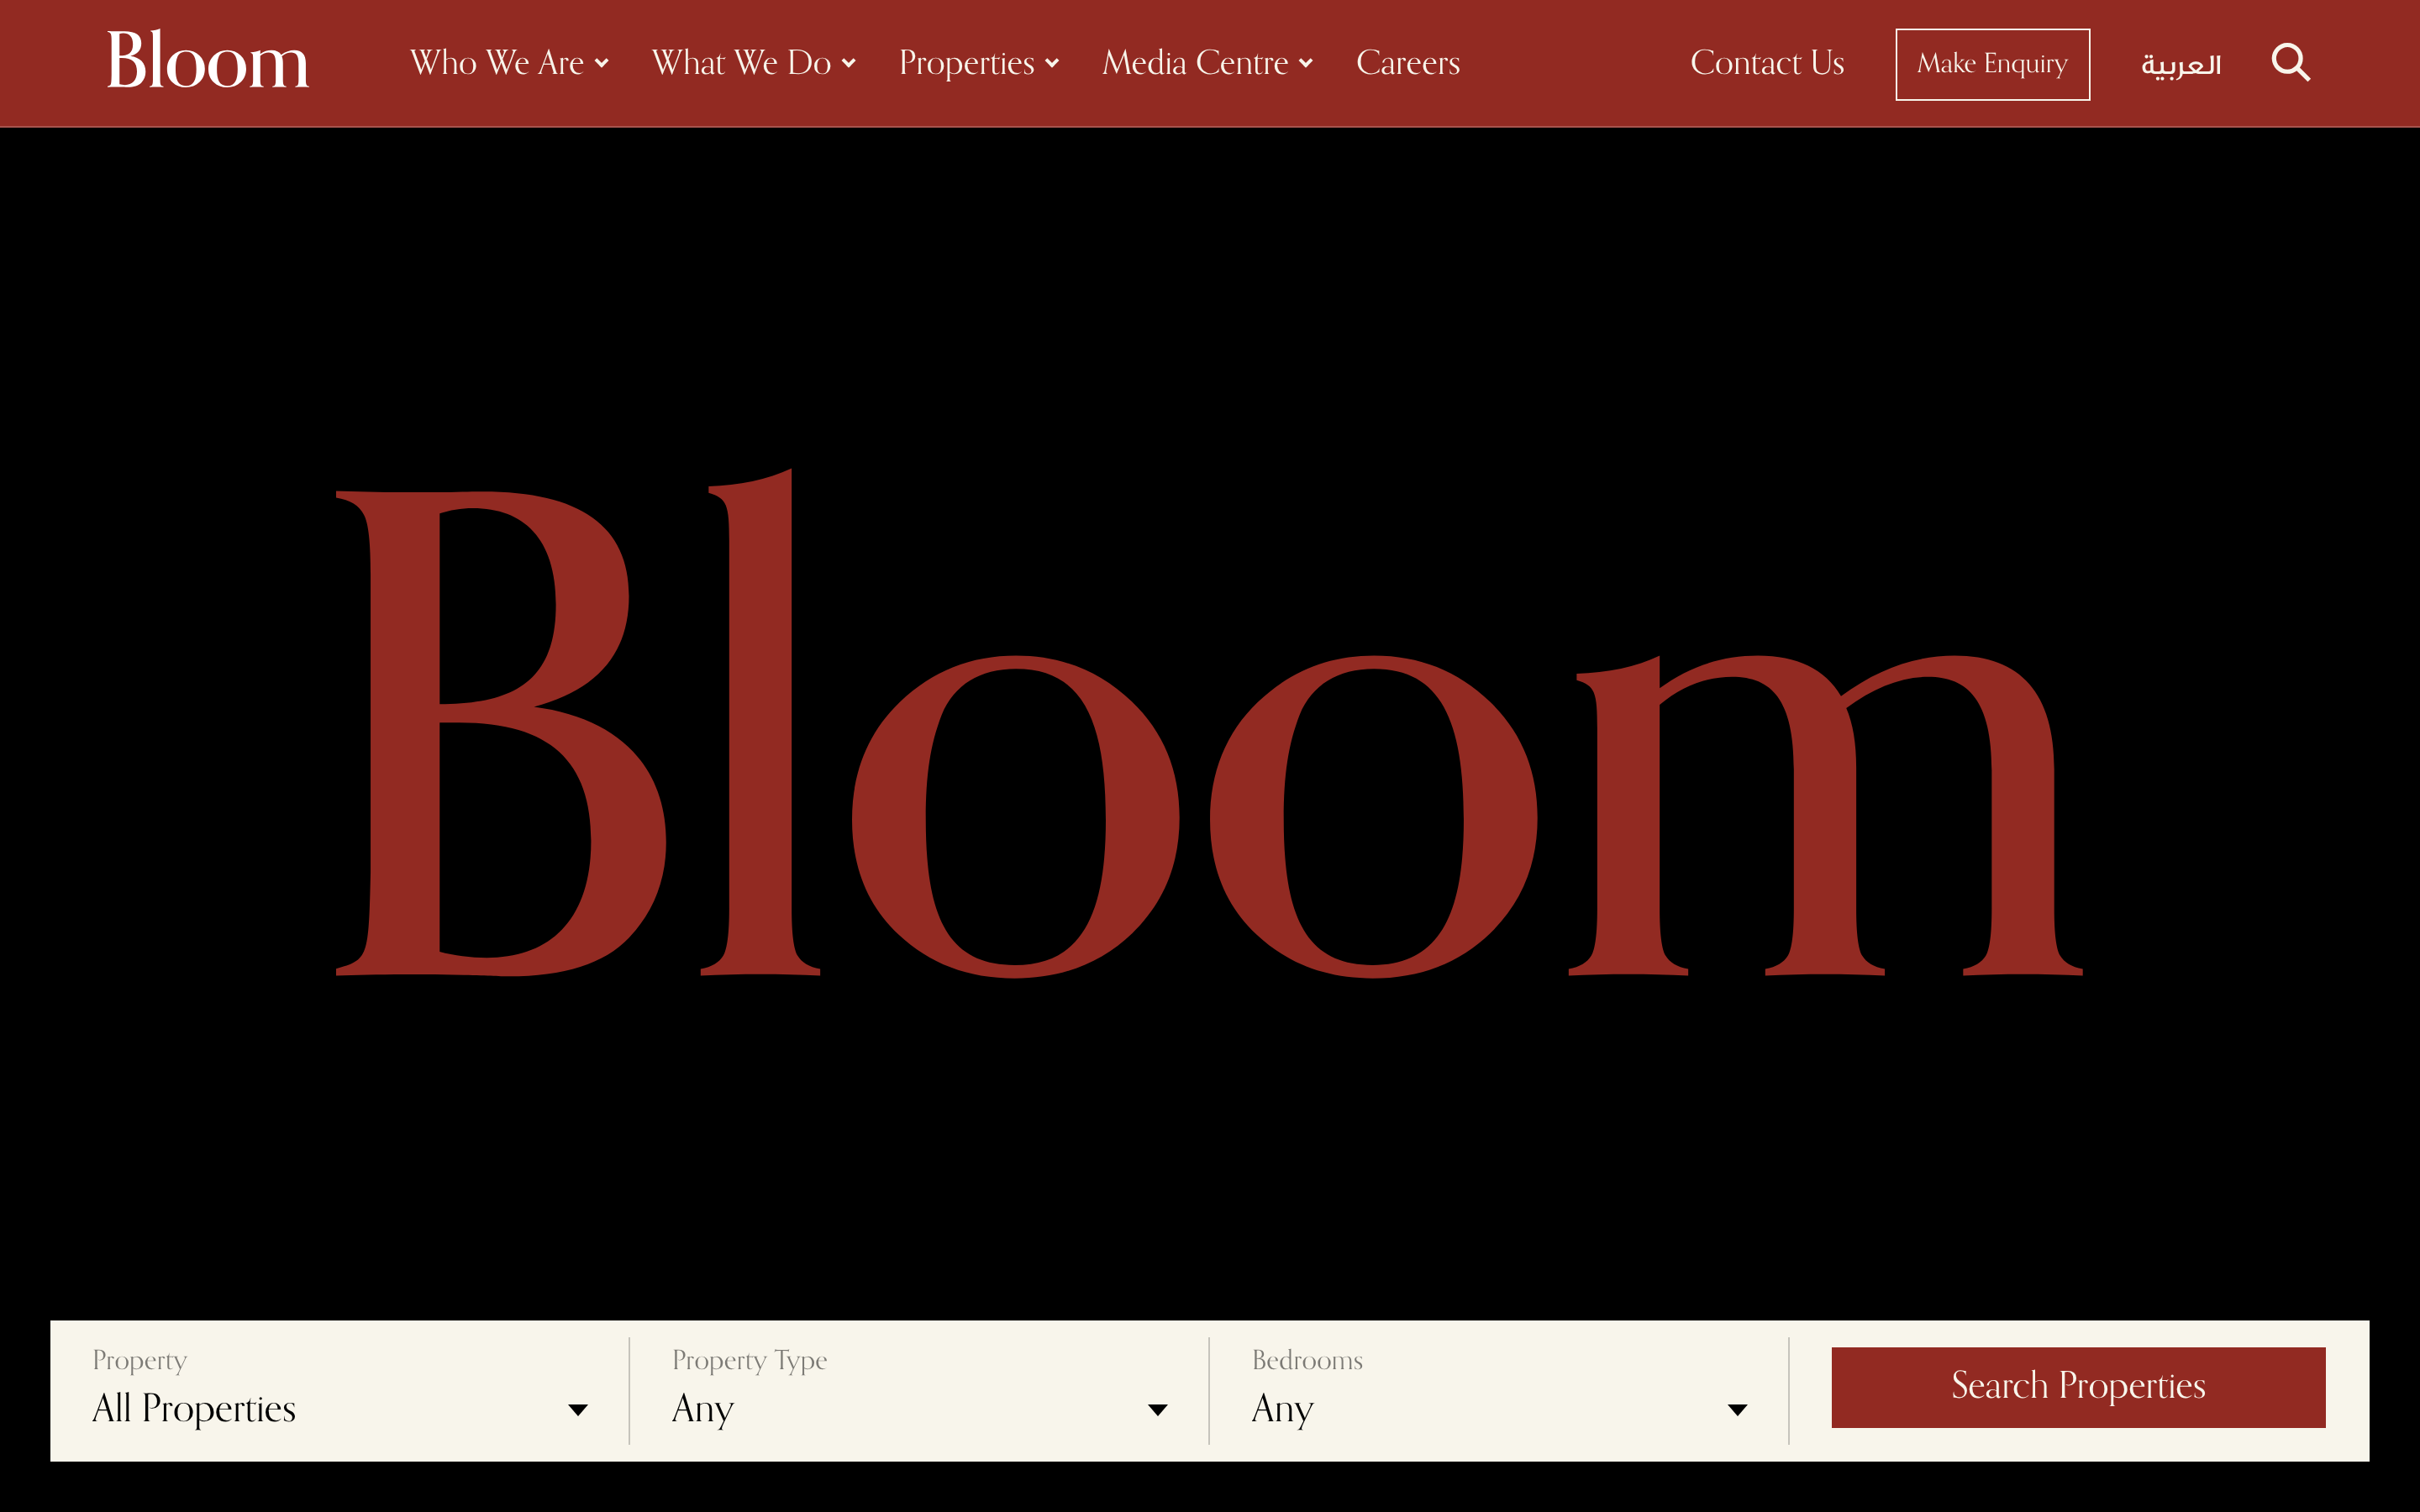 Bloom
Who We Are
What We Do
Properties
Media Centre
Careers
Contact Us
Make Enquiry
العربية
Bloom
Property
All Properties
Property Type
Any
Bedrooms
Any
Search Properties